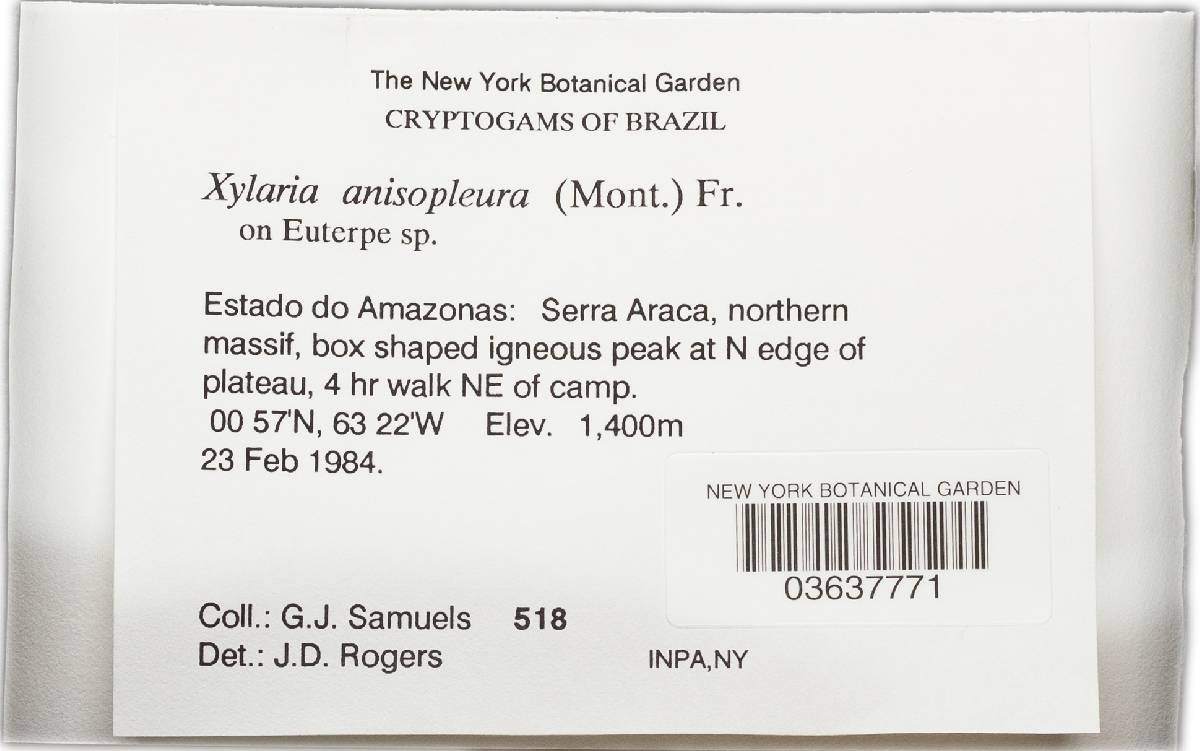 The New York Botanical Garden
CRYPTOGAMS OF BRAZIL
Xylaria anisopleura (Mont.) Fr.
on Euterpe sp.
Estado do Amazonas: Serra Araca, northern
massif, box shaped igneous peak at N edge of
plateau, 4 hr walk NE of camp.
00 57'N, 63 22'W Elev. 1,400m
23 Feb 1984.
NEW YORK BOTANICAL GARDEN
03637771
Coll.: G.J. Samuels 518
Det.: J.D. Rogers INPA,NY